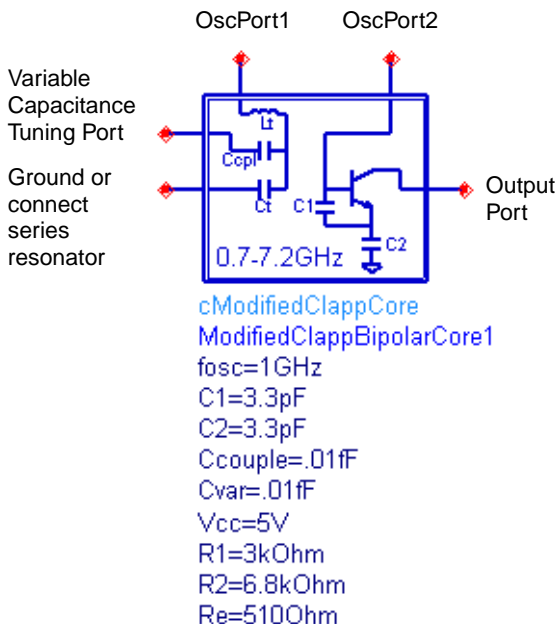 OscPort1
OscPort2
Variable
Capacitance
Tuning Port
Ground or
connect
series
resonator
Lt
Ccpl
Ct
C1
C2
0.7-7.2GHz
Output
Port
cModifiedClappCore
ModifiedClappBipolarCore1
fosc=1GHz
C1=3.3pF
C2=3.3pF
Ccouple=.01fF
Cvar=.01fF
Vcc=5V
R1=3kOhm
R2=6.8kOhm
Re=510Ohm